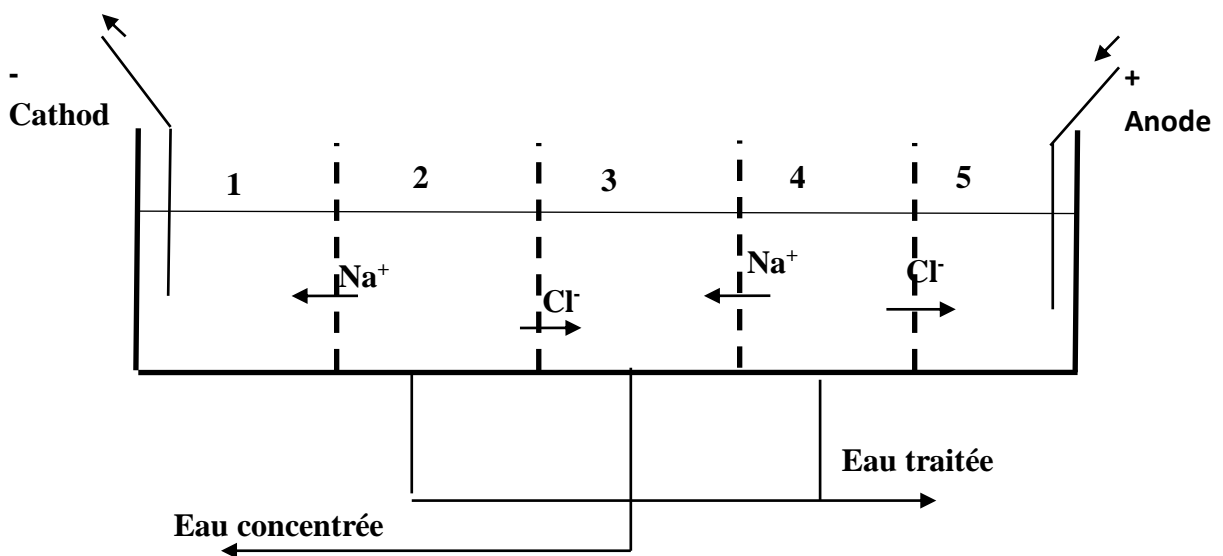 -
Cathod
+
Anode
1 2 3 4 5
Na⁺ Cl⁻ Na⁺ Cl⁻
Eau traitée
Eau concentrée